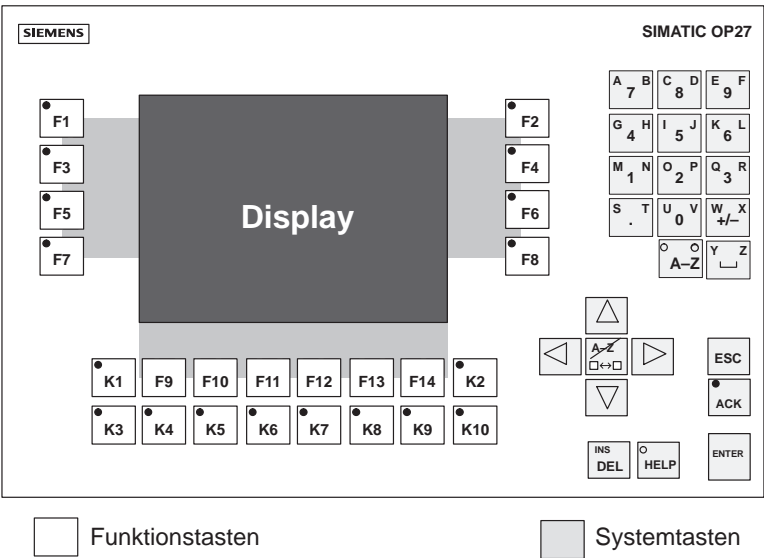 SIEMENS
SIMATIC OP27
A B C D E F
7 8 9
F1 F2
G H I J K L
4 5 6
F3 F4
M N O P Q R
1 2 3
F5 Display F6
S T U V W X
. 0 +/–
F7 F8
A–Z Y Z
A–Z
ESC
K1 F9 F10 F11 F12 F13 F14 K2
ACK
K3 K4 K5 K6 K7 K8 K9 K10
INS
DEL HELP ENTER
Funktionstasten Systemtasten